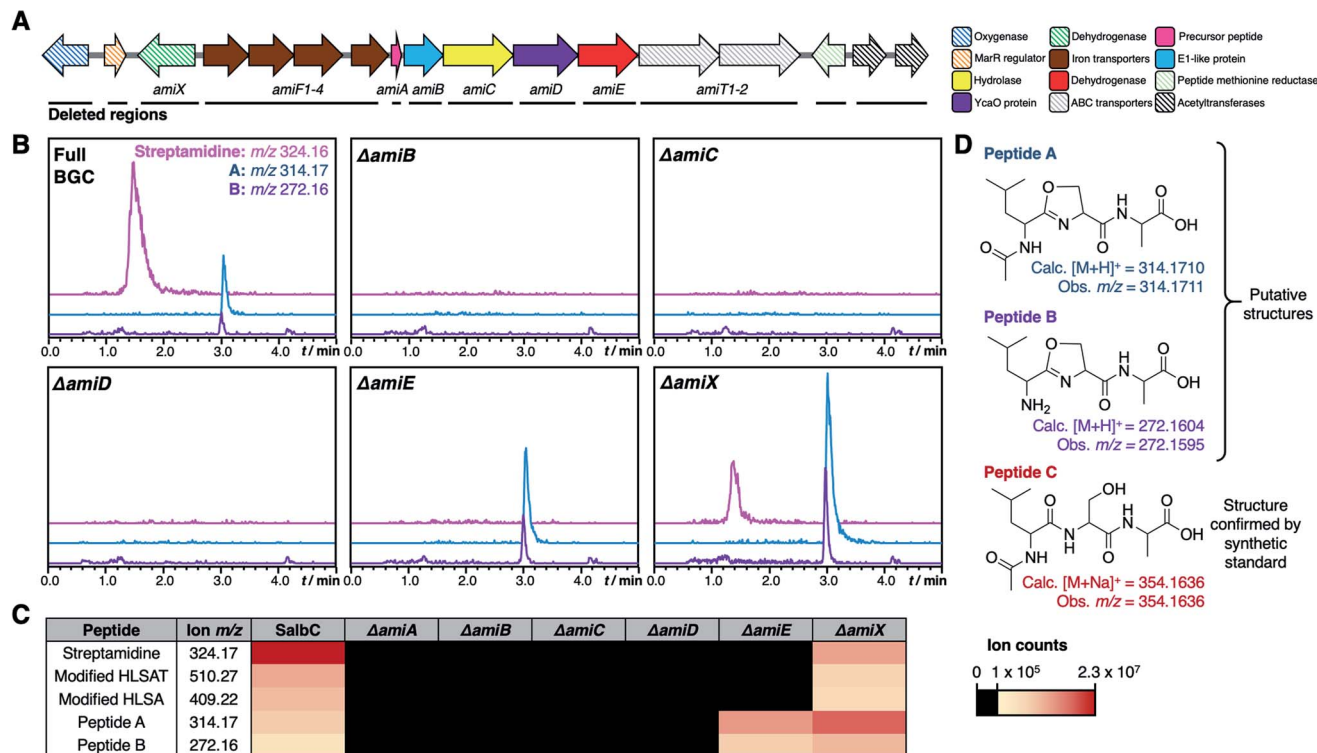 A
amiX
amiF1-4
amiA
amiB
amiC
amiD
amiE
amiT1-2
Deleted regions
Oxygenase
Dehydrogenase
Precursor peptide
MarR regulator
Iron transporters
E1-like protein
Hydrolase
Dehydrogenase
Peptide methionine reductase
YcaO protein
ABC transporters
Acetyltransferases
B
Full
BGC
Streptamidine: m/z 324.16
A: m/z 314.17
B: m/z 272.16
0.0 1.0 2.0 3.0 4.0 t / min
ΔamiB
0.0 1.0 2.0 3.0 4.0 t / min
ΔamiC
0.0 1.0 2.0 3.0 4.0 t / min
ΔamiD
0.0 1.0 2.0 3.0 4.0 t / min
ΔamiE
0.0 1.0 2.0 3.0 4.0 t / min
ΔamiX
0.0 1.0 2.0 3.0 4.0 t / min
D
Peptide A
O
N
H
N
O
O
OH
O
NH
Calc. [M+H]⁺ = 314.1710
Obs. m/z = 314.1711
Peptide B
O
N
H
N
O
O
OH
NH₂
Calc. [M+H]⁺ = 272.1604
Obs. m/z = 272.1595
Putative
structures
Peptide C
O
OH
N
H
H
N
O
O
OH
O
NH
Calc. [M+Na]⁺ = 354.1636
Obs. m/z = 354.1636
Structure
confirmed by
synthetic
standard
C
Peptide Ion m/z SalbC ΔamiA ΔamiB ΔamiC ΔamiD ΔamiE ΔamiX
Streptamidine 324.17
Modified HLSAT 510.27
Modified HLSA 409.22
Peptide A 314.17
Peptide B 272.16
Ion counts
0 1 x 10⁵ 2.3 x 10⁷